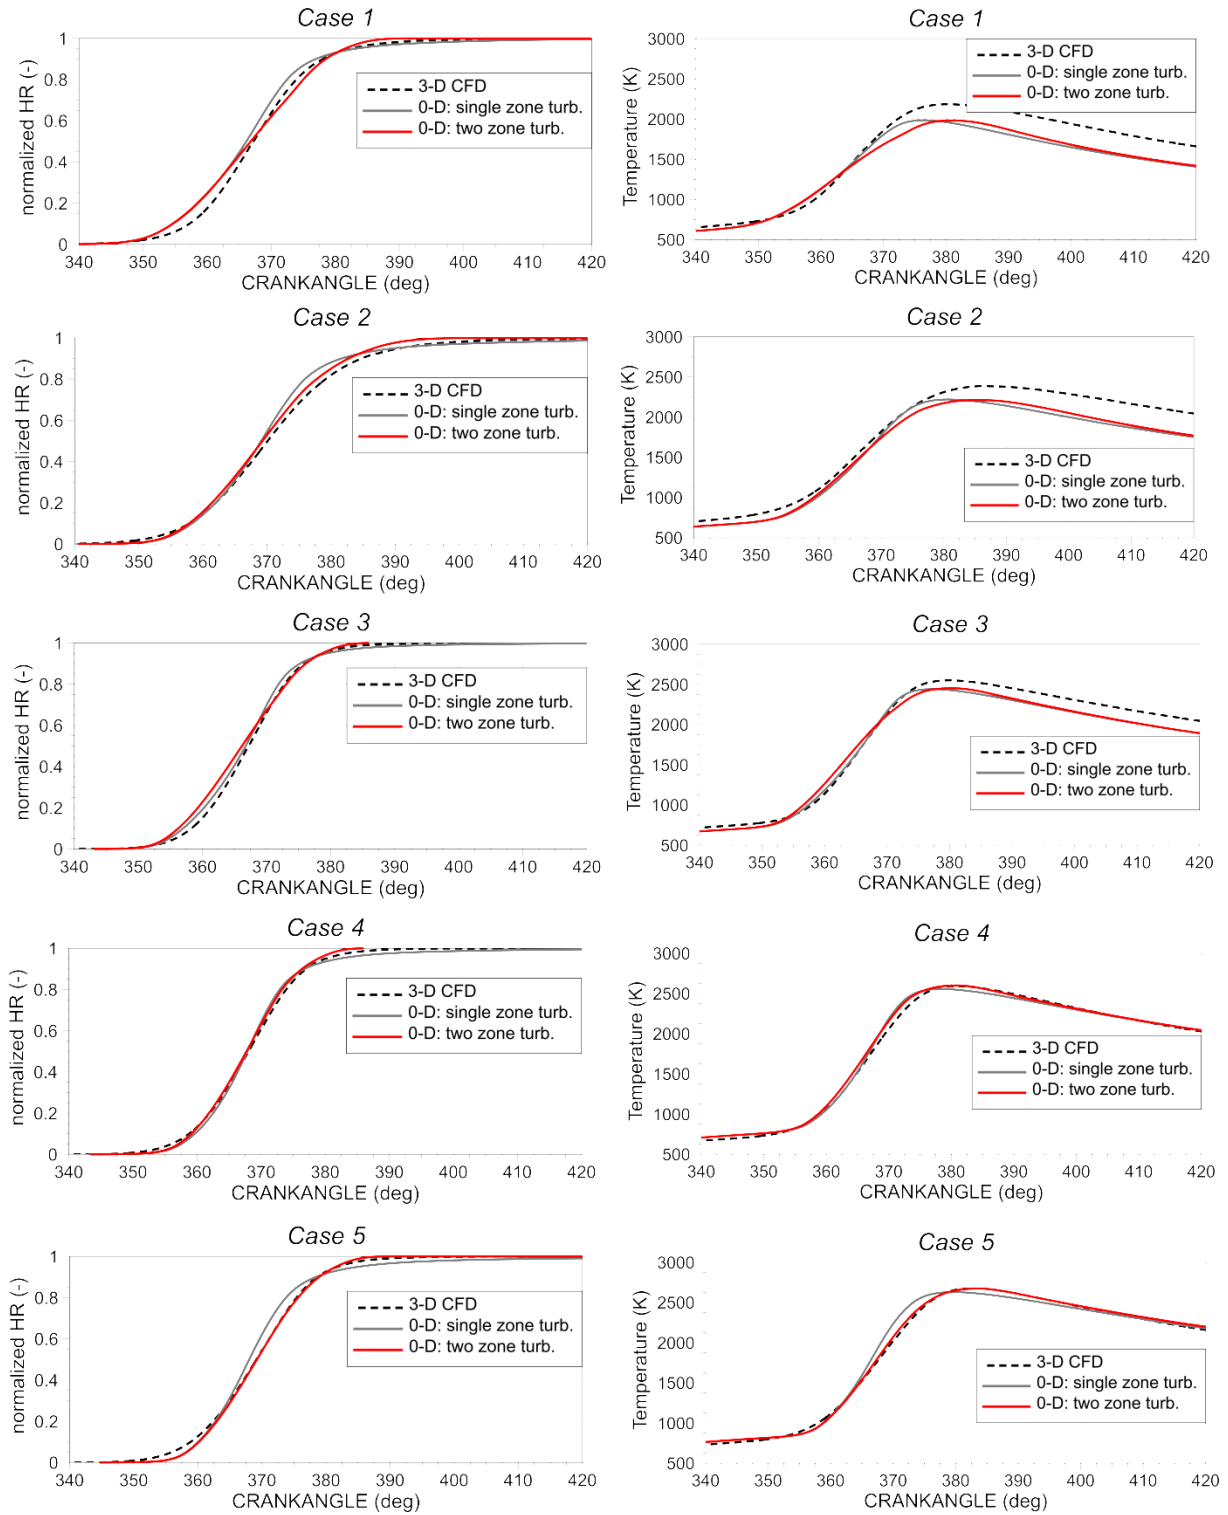 Case 1
normalized HR (-)
1
0.8
0.6
0.4
0.2
0
3-D CFD
0-D: single zone turb.
0-D: two zone turb.
340 350 360 370 380 390 400 410 420
CRANKANGLE (deg)
Case 1
Temperature (K)
3000
2500
2000
1500
1000
500
3-D CFD
0-D: single zone turb.
0-D: two zone turb.
340 350 360 370 380 390 400 410 420
CRANKANGLE (deg)
Case 2
normalized HR (-)
1
0.8
0.6
0.4
0.2
0
3-D CFD
0-D: single zone turb.
0-D: two zone turb.
340 350 360 370 380 390 400 410 420
CRANKANGLE (deg)
Case 2
Temperature (K)
3000
2500
2000
1500
1000
500
3-D CFD
0-D: single zone turb.
0-D: two zone turb.
340 350 360 370 380 390 400 410 420
CRANKANGLE (deg)
Case 3
normalized HR (-)
1
0.8
0.6
0.4
0.2
0
3-D CFD
0-D: single zone turb.
0-D: two zone turb.
340 350 360 370 380 390 400 410 420
CRANKANGLE (deg)
Case 3
Temperature (K)
3000
2500
2000
1500
1000
500
3-D CFD
0-D: single zone turb.
0-D: two zone turb.
340 350 360 370 380 390 400 410 420
CRANKANGLE (deg)
Case 4
normalized HR (-)
1
0.8
0.6
0.4
0.2
0
3-D CFD
0-D: single zone turb.
0-D: two zone turb.
340 350 360 370 380 390 400 410 420
CRANKANGLE (deg)
Case 4
Temperature (K)
3000
2500
2000
1500
1000
500
3-D CFD
0-D: single zone turb.
0-D: two zone turb.
340 350 360 370 380 390 400 410 420
CRANKANGLE (deg)
Case 5
normalized HR (-)
1
0.8
0.6
0.4
0.2
0
3-D CFD
0-D: single zone turb.
0-D: two zone turb.
340 350 360 370 380 390 400 410 420
CRANKANGLE (deg)
Case 5
Temperature (K)
3000
2500
2000
1500
1000
500
3-D CFD
0-D: single zone turb.
0-D: two zone turb.
340 350 360 370 380 390 400 410 420
CRANKANGLE (deg)